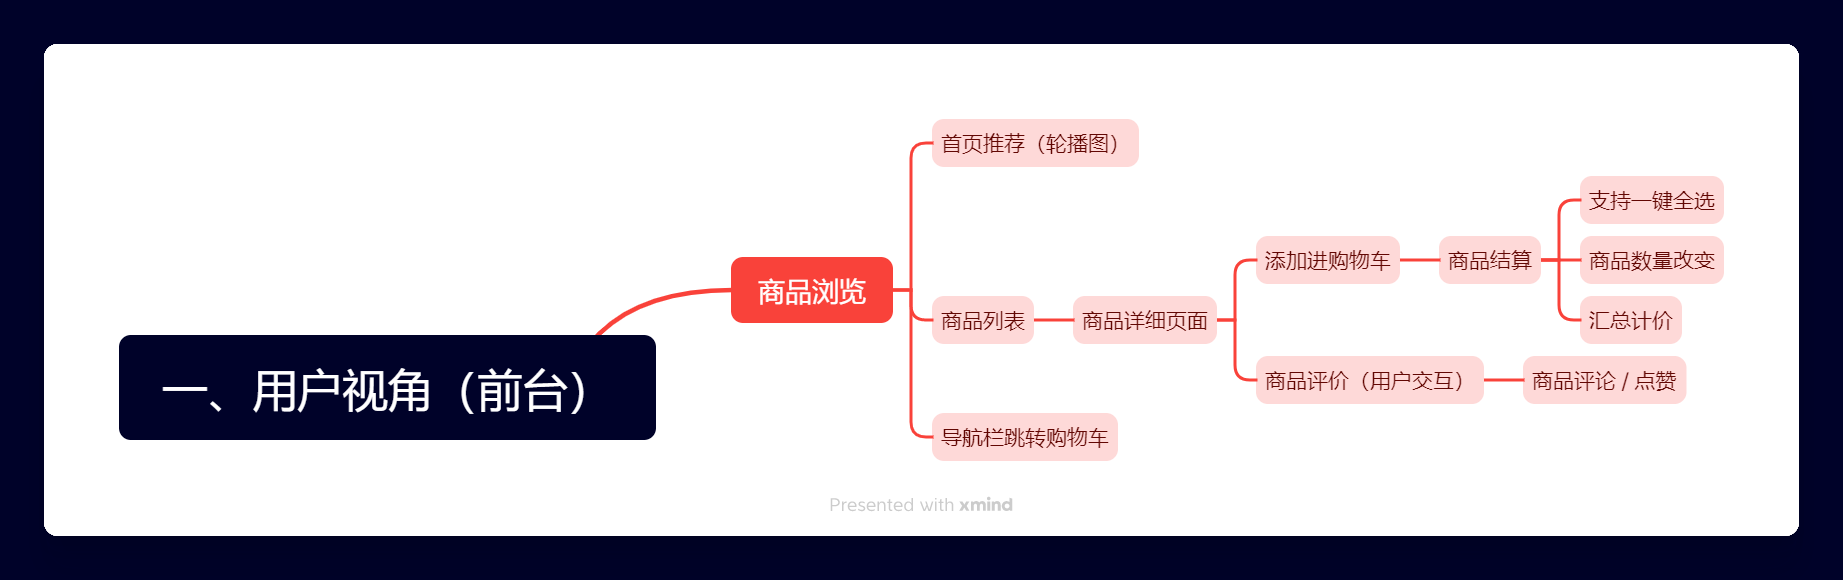 一、用户视角（前台）
商品浏览
首页推荐（轮播图）
商品列表
商品详细页面
添加进购物车
商品结算
支持一键全选
商品数量改变
汇总计价
商品评价（用户交互）
商品评论 / 点赞
导航栏跳转购物车
Presented with xmind